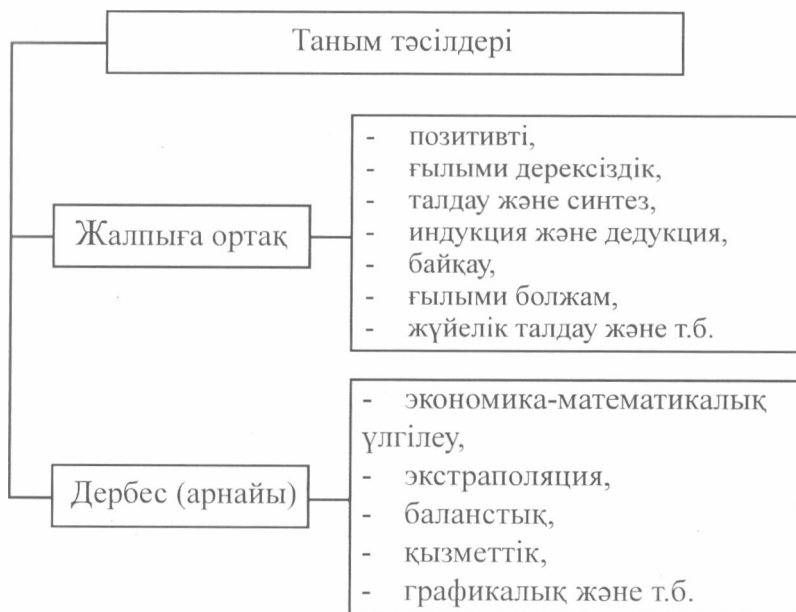 Таным тәсілдері
Жалпыға ортақ
- позитивті,
- ғылыми дерексіздік,
- талдау және синтез,
- индукция және дедукция,
- байқау,
- ғылыми болжам,
- жүйелік талдау және т.б.
Дербес (арнайы)
- экономика-математикалық
үлгілеу,
- экстраполяция,
- баланстық,
- қызметтік,
- графикалық және т.б.